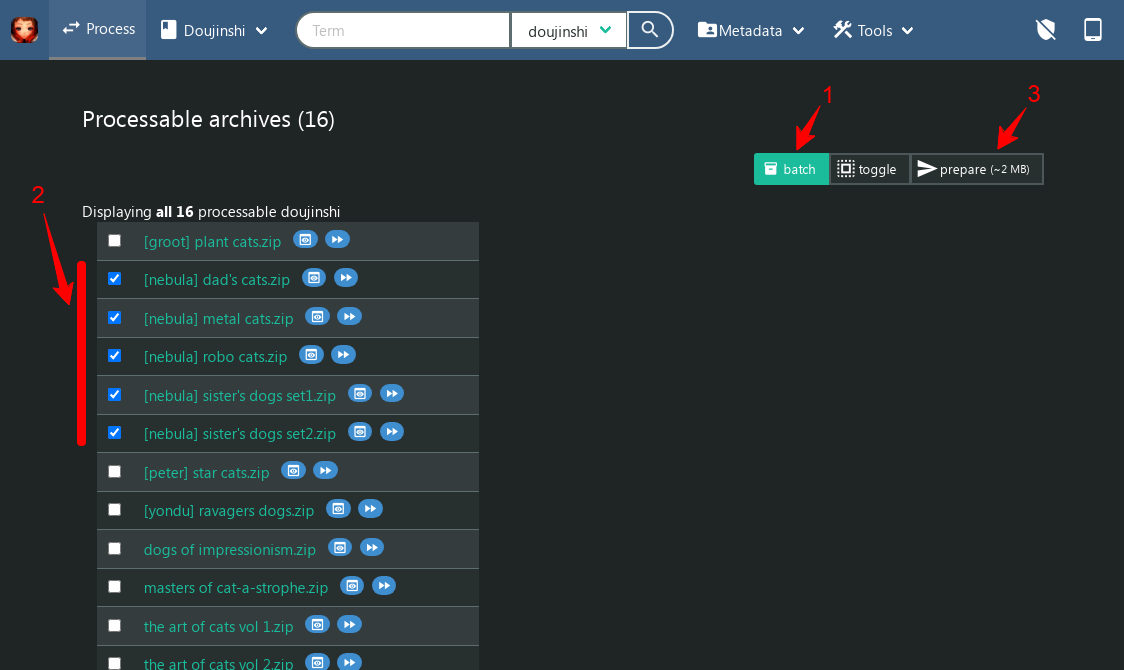 Process
Doujinshi
Term
doujinshi
Metadata
Tools
Processable archives (16)
1
3
batch
toggle
prepare (~2 MB)
2
Displaying all 16 processable doujinshi
[groot] plant cats.zip
[nebula] dad's cats.zip
[nebula] metal cats.zip
[nebula] robo cats.zip
[nebula] sister's dogs set1.zip
[nebula] sister's dogs set2.zip
[peter] star cats.zip
[yondu] ravagers dogs.zip
dogs of impressionism.zip
masters of cat-a-strophe.zip
the art of cats vol 1.zip
the art of cats vol 2.zip